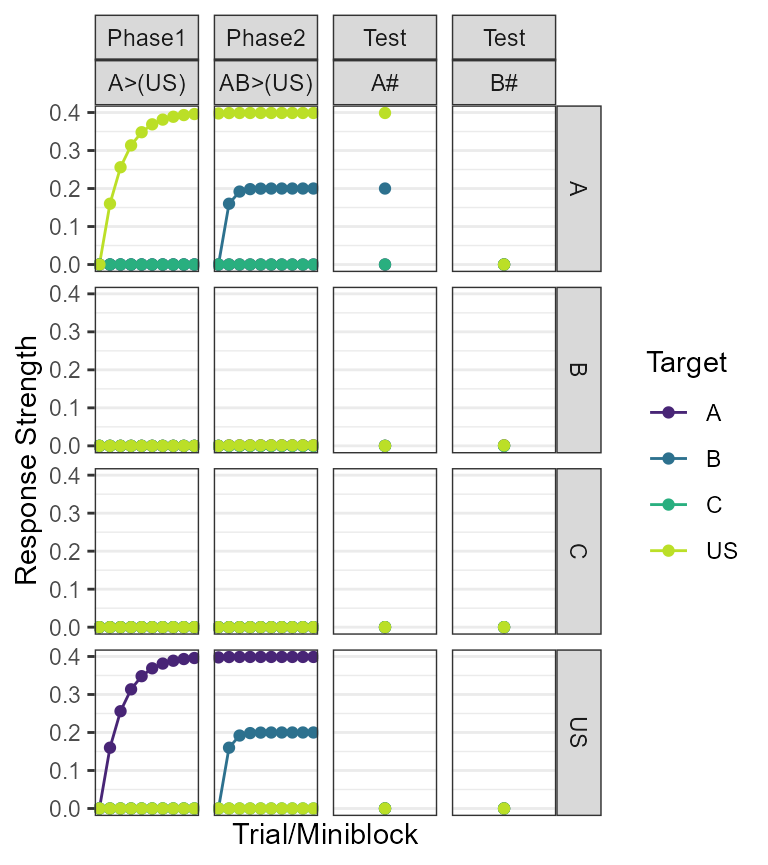 Phase1 Phase2 Test Test
A>(US) AB>(US) A# B#
0.4
0.3
0.2
0.1
0.0
A
0.4
0.3
0.2
0.1
0.0
B
0.4
0.3
0.2
0.1
0.0
C
0.4
0.3
0.2
0.1
0.0
US
Response Strength
Trial/Miniblock
Target
A
B
C
US